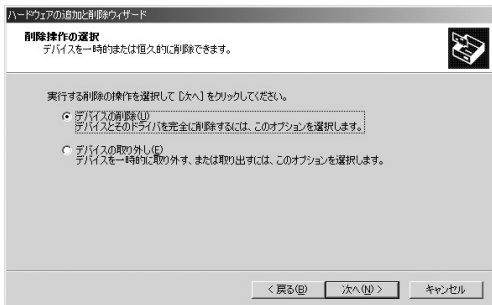 ハードウェアの追加と削除ウィザード
削除操作の選択
デバイスを一時的または恒久的に削除できます。
実行する削除の操作を選択して [次へ] をクリックしてください。
デバイスの削除(U)
デバイスとそのドライバを完全に削除するには、このオプションを選択します。
デバイスの取り外し(E)
デバイスを一時的に取り外す、または取り出すには、このオプションを選択します。
< 戻る(B) 次へ(N) > キャンセル